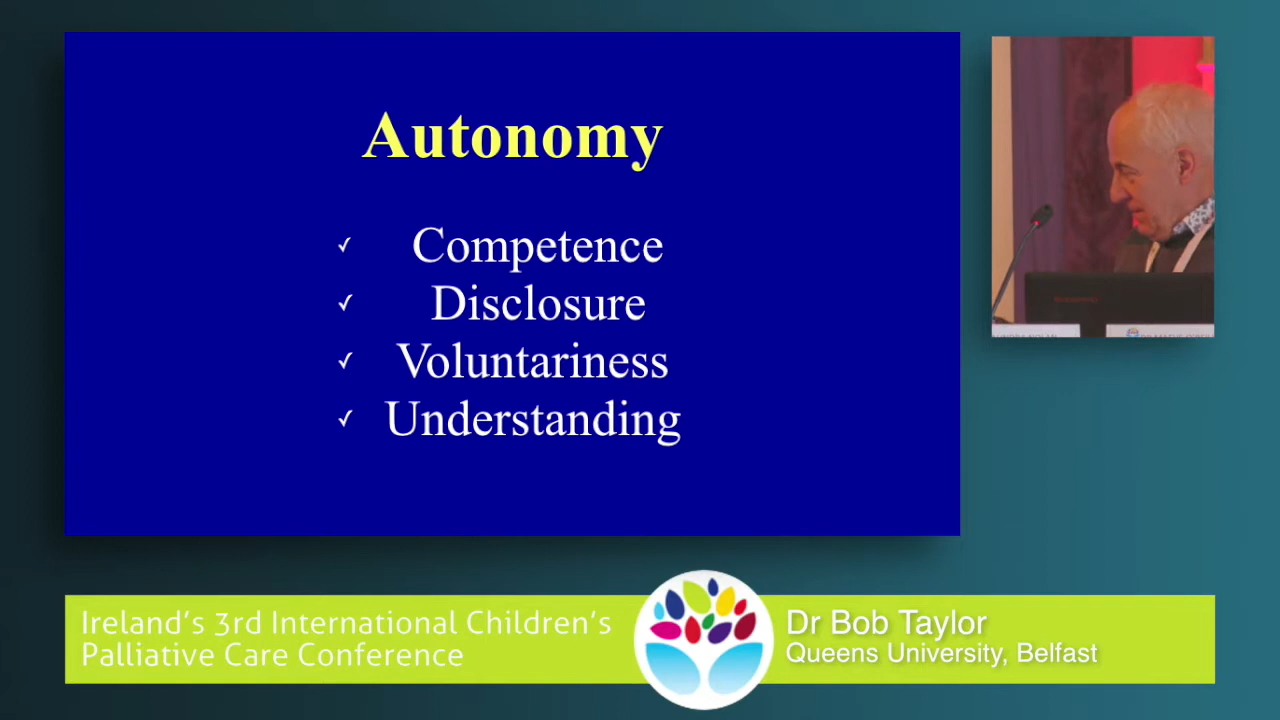 Autonomy
✓ Competence
✓ Disclosure
✓ Voluntariness
✓ Understanding
Ireland's 3rd International Children's
Palliative Care Conference
Dr Bob Taylor
Queens University, Belfast